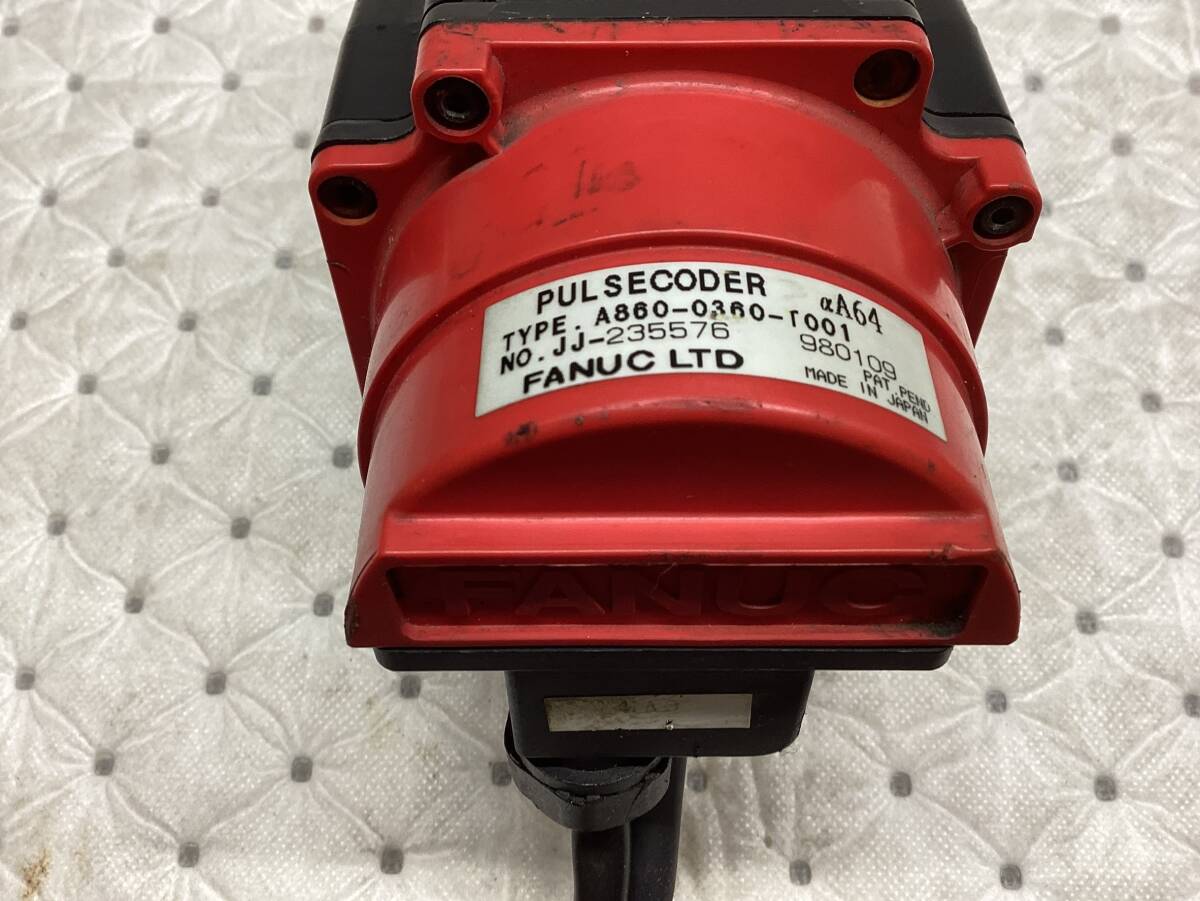 PULSECODER αA64
TYPE. A860-0360-T001
NO. JJ-235576 980109
FANUC LTD PAT. PEND
MADE IN JAPAN
FANUC